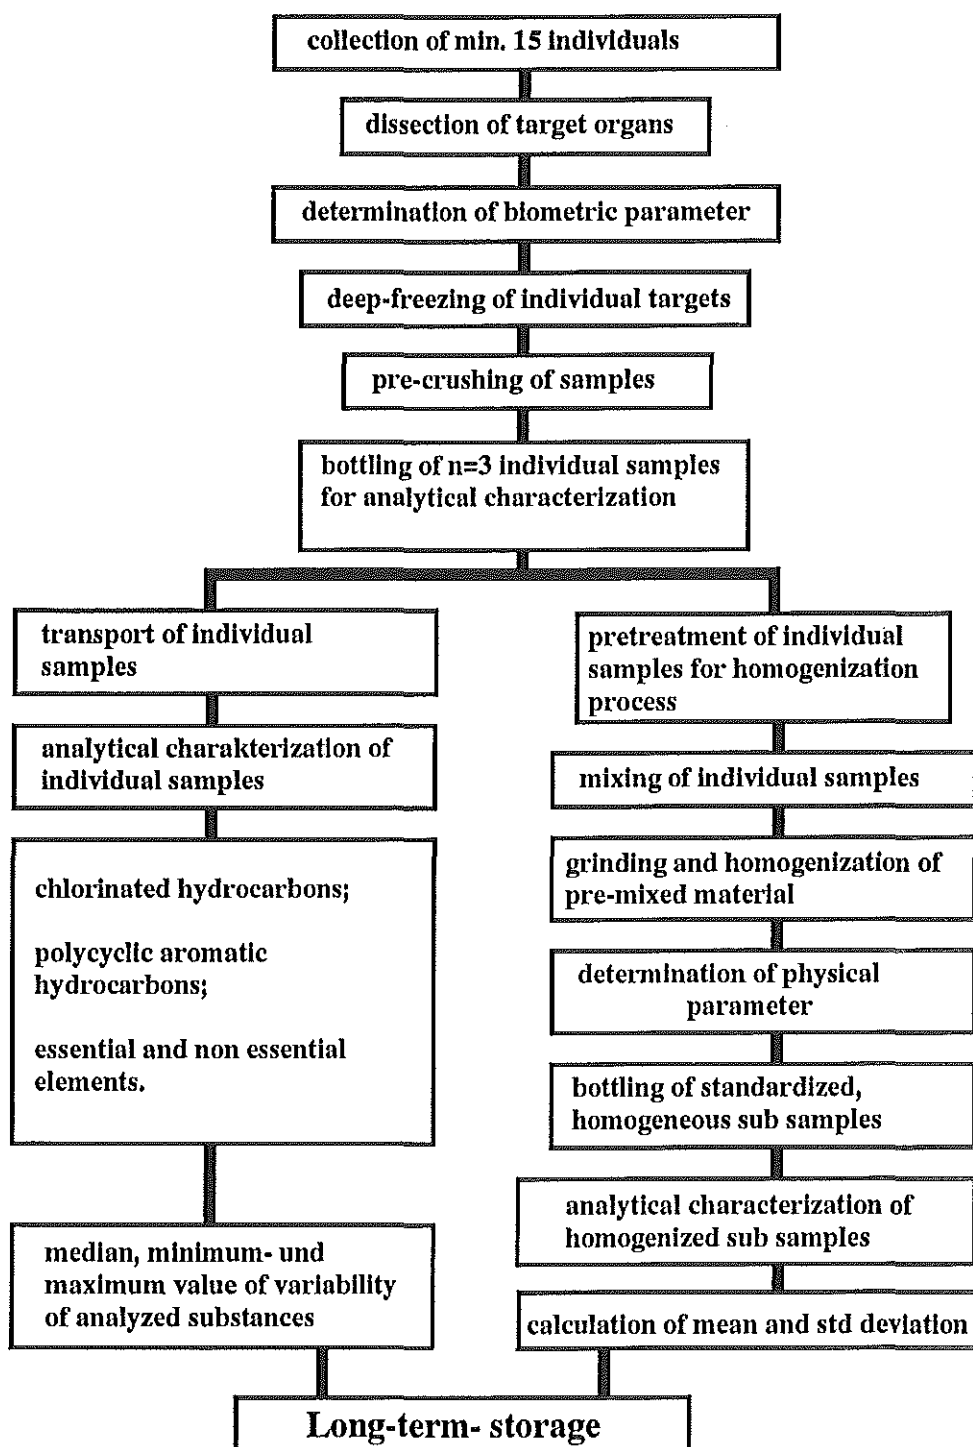 collection of min. 15 individuals
dissection of target organs
determination of biometric parameter
deep-freezing of individual targets
pre-crushing of samples
bottling of n=3 individual samples
for analytical characterization
transport of individual
samples
analytical charakterization of
individual samples
chlorinated hydrocarbons;
polycyclic aromatic
hydrocarbons;
essential and non essential
elements.
median, minimum- und
maximum value of variability
of analyzed substances
pretreatment of individual
samples for homogenization
process
mixing of individual samples
grinding and homogenization of
pre-mixed material
determination of physical
parameter
bottling of standardized,
homogeneous sub samples
analytical characterization of
homogenized sub samples
calculation of mean and std deviation
Long-term- storage